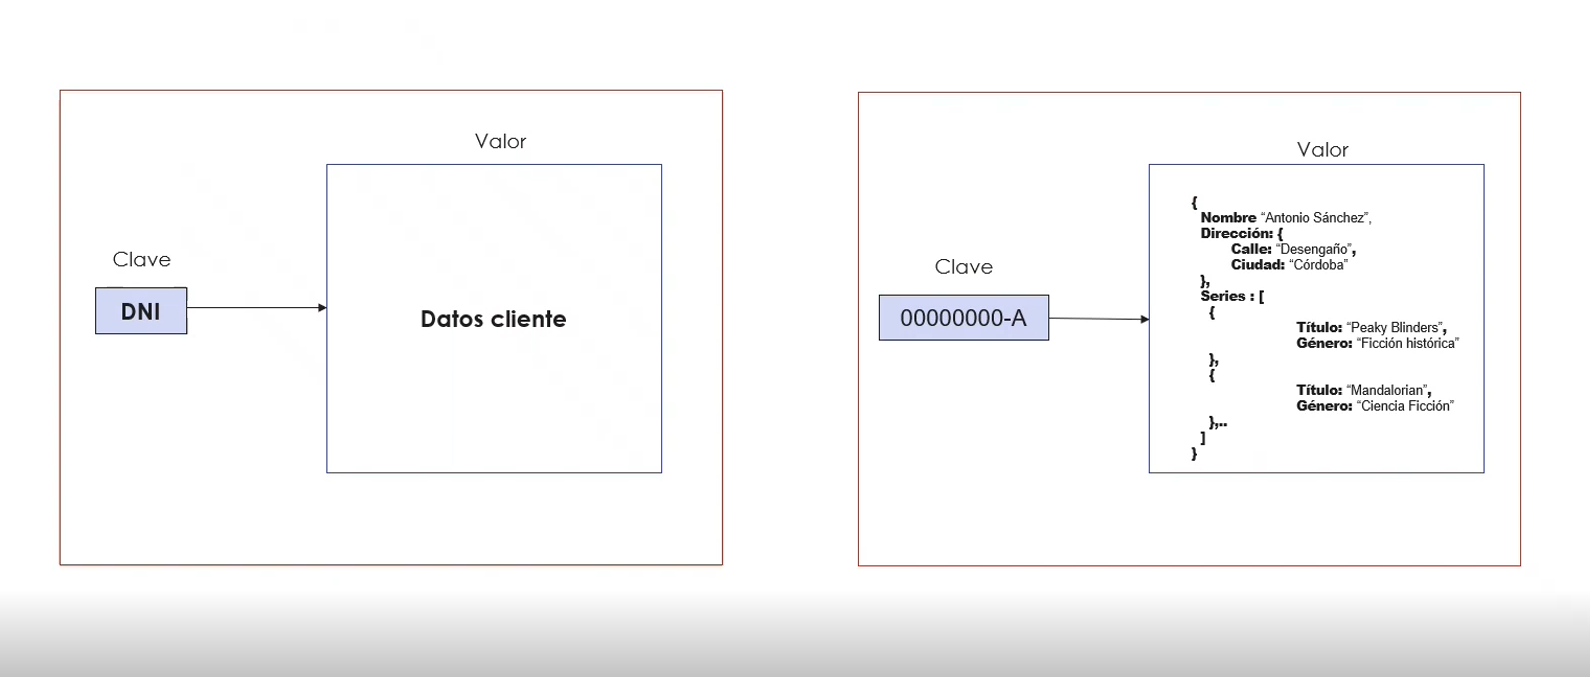 Valor
Clave
DNI
Datos cliente
Valor
Clave
00000000-A
{
Nombre “Antonio Sánchez”,
Dirección: {
Calle: “Desengaño”,
Ciudad: “Córdoba”
},
Series : [
{
Título: “Peaky Blinders”,
Género: “Ficción histórica”
},
{
Título: “Mandalorian”,
Género: “Ciencia Ficción”
},..
]
}